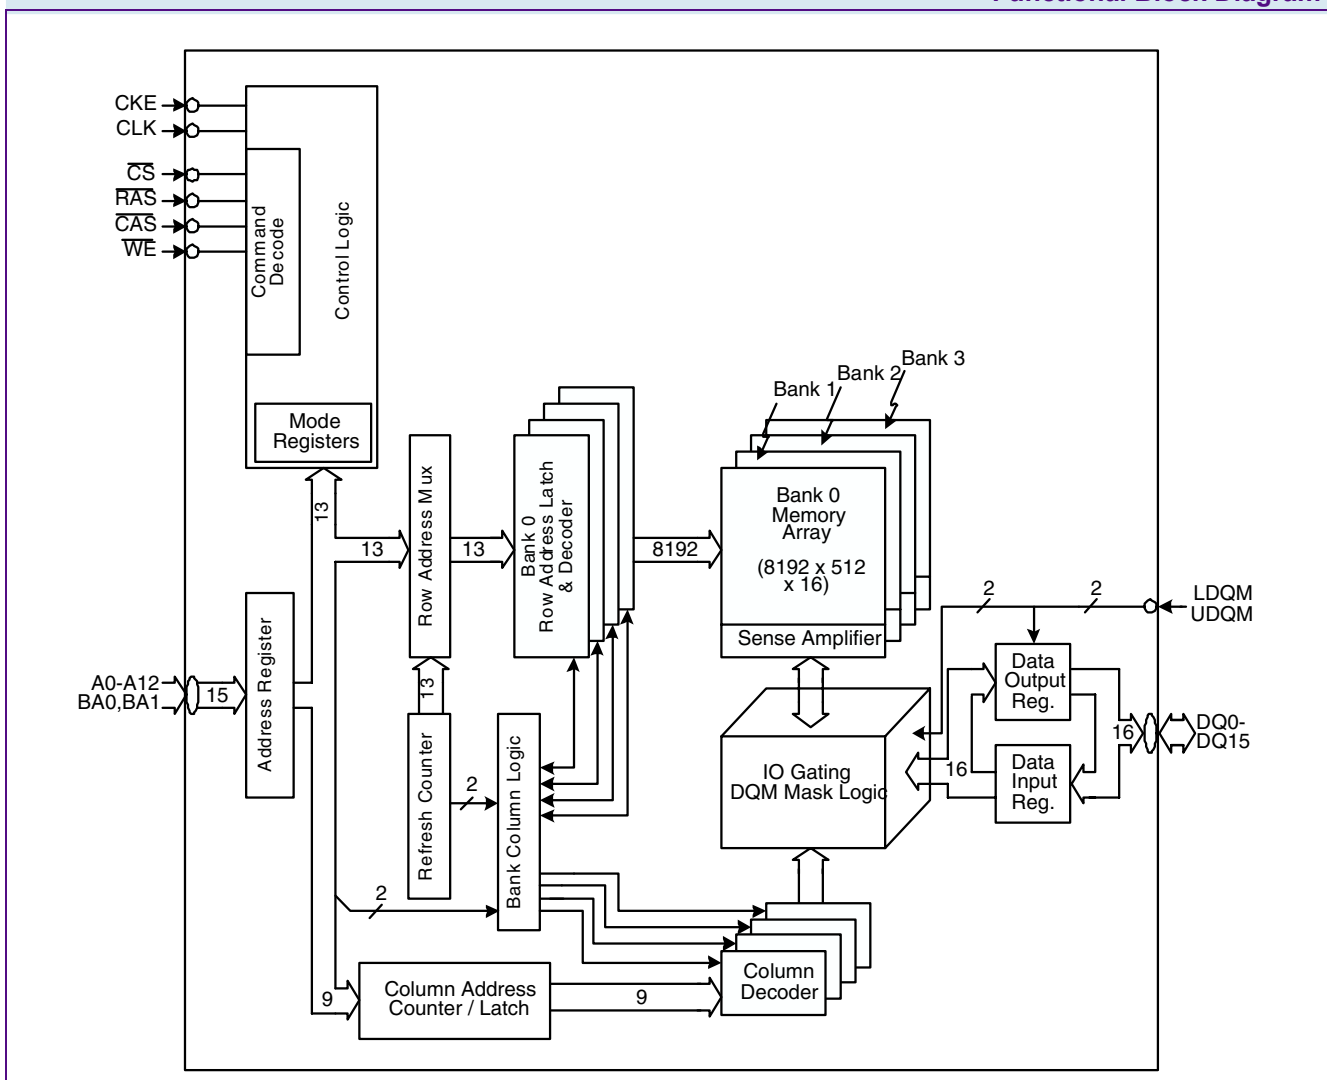 Functional Block Diagram
CKE
CLK
CS
RAS
CAS
WE
Command
Decode
Control Logic
Mode
Registers
13
13
Row Address Mux
13
Bank 0
Row Address Latch
& Decoder
8192
Bank 1
Bank 2
Bank 3
Bank 0
Memory
Array
(8192 x 512
x 16)
Sense Amplifier
2
2
LDQM
UDQM
A0-A12
BA0,BA1
15
Address Register
13
Refresh Counter
2
Bank Column Logic
IO Gating
DQM Mask Logic
Data
Output
Reg.
16
Data
Input
Reg.
16
DQ0-
DQ15
2
9
Column Address
Counter / Latch
9
Column
Decoder